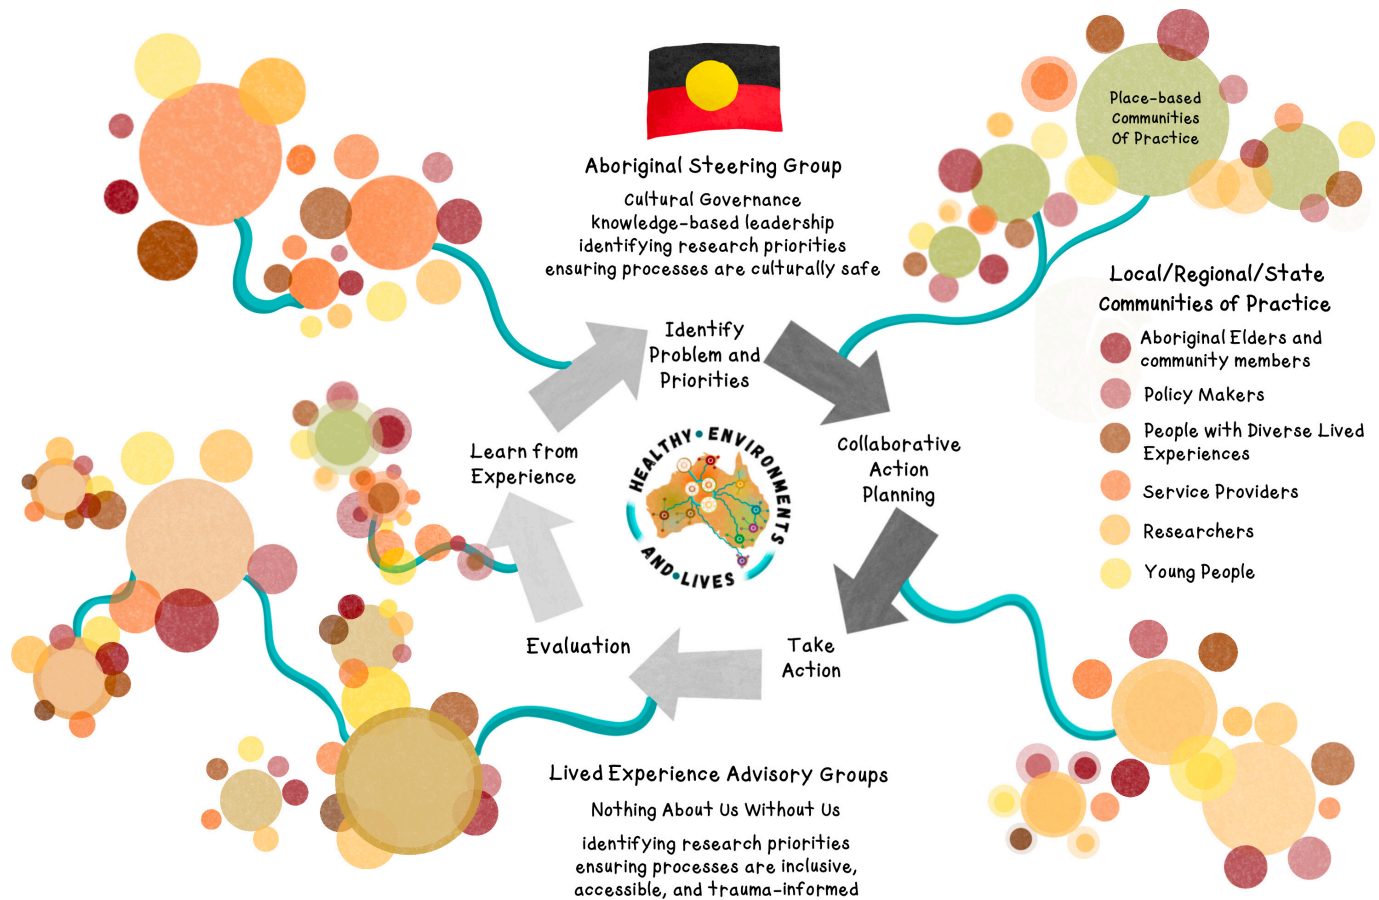 Aboriginal Steering Group
Cultural Governance
knowledge-based leadership
identifying research priorities
ensuring processes are culturally safe
Place-based
Communities
Of Practice
Local/Regional/State
Communities of Practice
Aboriginal Elders and
community members
Policy Makers
People with Diverse Lived
Experiences
Service Providers
Researchers
Young People
Identify
Problem and
Priorities
Collaborative
Action
Planning
Take
Action
Evaluation
Learn from
Experience
HEALTHY • ENVIRONMENTS
AND • LIVES
Lived Experience Advisory Groups
Nothing About Us Without Us
identifying research priorities
ensuring processes are inclusive,
accessible, and trauma-informed